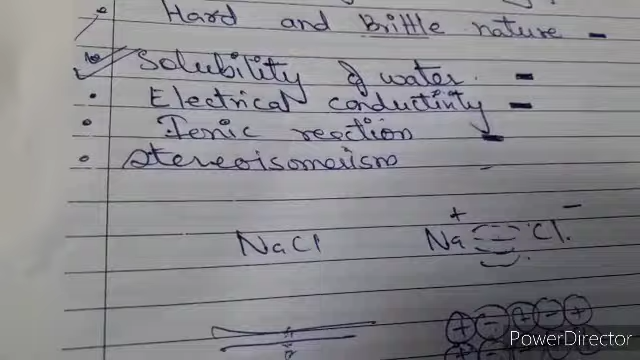 Hard and Brittle nature -
Solubility of water. -
Electrical conductivity -
Ionic reaction -
Stereoisomerism -
NaCl Na⁺ Cl⁻.
+ - + - +
PowerDirector